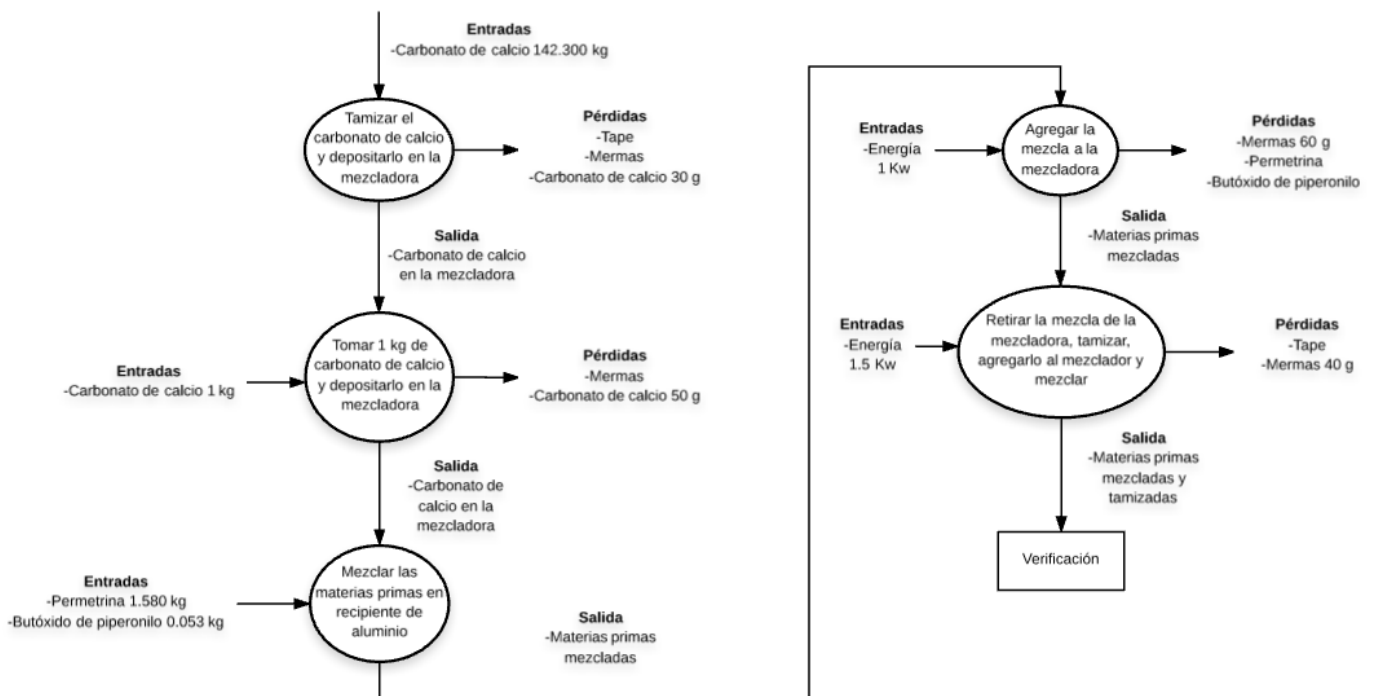 Entradas
-Carbonato de calcio 142.300 kg
Tamizar el
carbonato de calcio
y depositarlo en la
mezcladora
Pérdidas
-Tape
-Mermas
-Carbonato de calcio 30 g
Salida
-Carbonato de calcio
en la mezcladora
Entradas
-Carbonato de calcio 1 kg
Tomar 1 kg de
carbonato de calcio
y depositarlo en la
mezcladora
Pérdidas
-Mermas
-Carbonato de calcio 50 g
Salida
-Carbonato de
calcio en la
mezcladora
Entradas
-Permetrina 1.580 kg
-Butóxido de piperonilo 0.053 kg
Mezclar las
materias primas en
recipiente de
aluminio
Salida
-Materias primas
mezcladas
Entradas
-Energía
1 Kw
Agregar la
mezcla a la
mezcladora
Pérdidas
-Mermas 60 g
-Permetrina
-Butóxido de piperonilo
Salida
-Materias primas
mezcladas
Entradas
-Energía
1.5 Kw
Retirar la mezcla de la
mezcladora, tamizar,
agregarlo al mezclador y
mezclar
Pérdidas
-Tape
-Mermas 40 g
Salida
-Materias primas
mezcladas y
tamizadas
Verificación